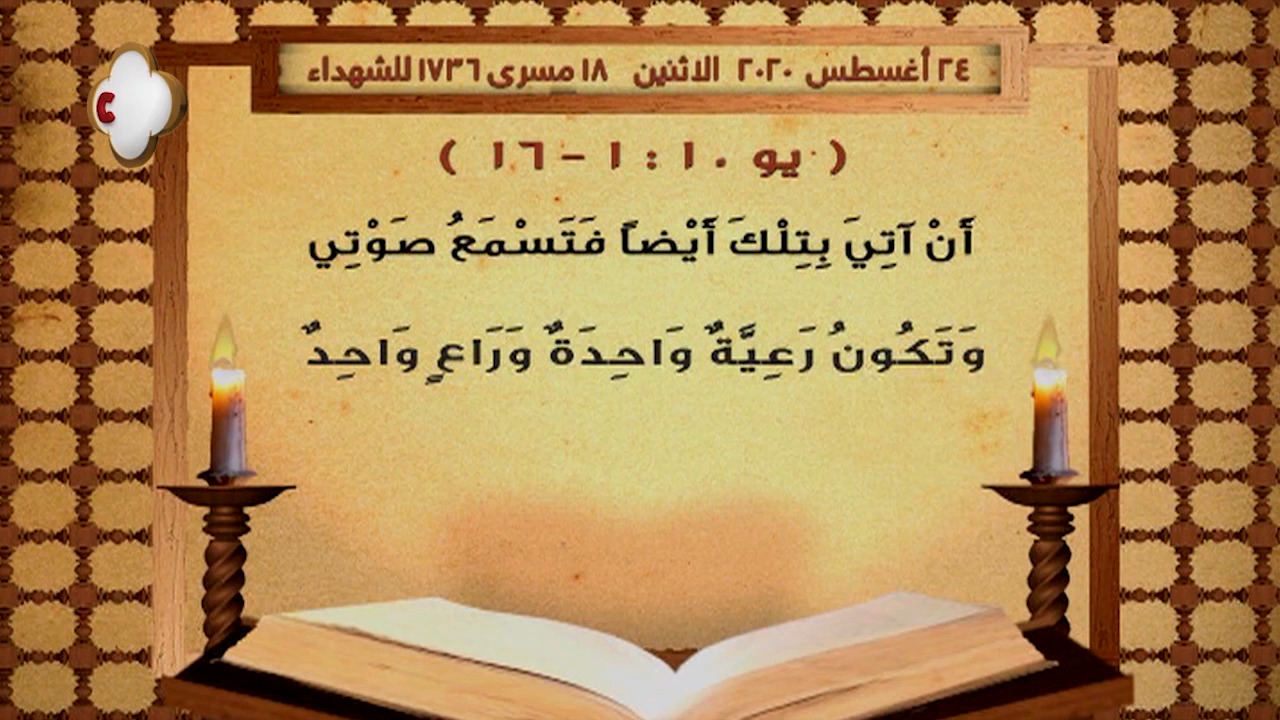 ٢٤ أغسطس ٢٠٢٠ الاثنين ١٨ مسرى ١٧٣٦ للشهداء
( يو ١٠ : ١ - ١٦ )
أَنْ آتِيَ بِتِلْكَ أَيْضاً فَتَسْمَعُ صَوْتِي
وَتَكُونُ رَعِيَّةٌ وَاحِدَةٌ وَرَاعٍ وَاحِدٌ